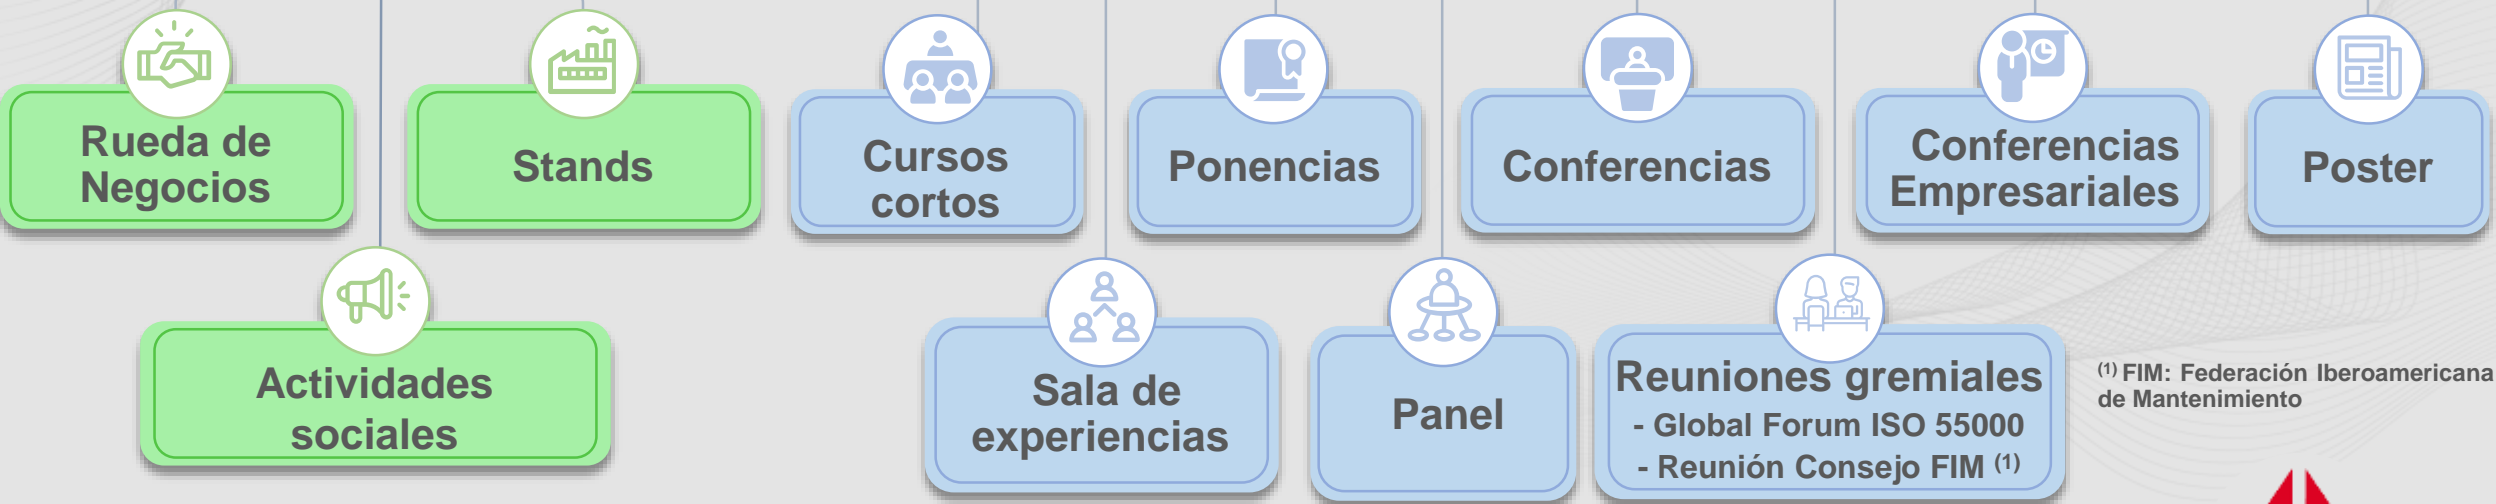 Rueda de
Negocios
Stands
Cursos
cortos
Ponencias
Conferencias
Conferencias
Empresariales
Poster
Actividades
sociales
Sala de
experiencias
Panel
Reuniones gremiales
- Global Forum ISO 55000
- Reunión Consejo FIM (1)
(1) FIM: Federación Iberoamericana
de Mantenimiento